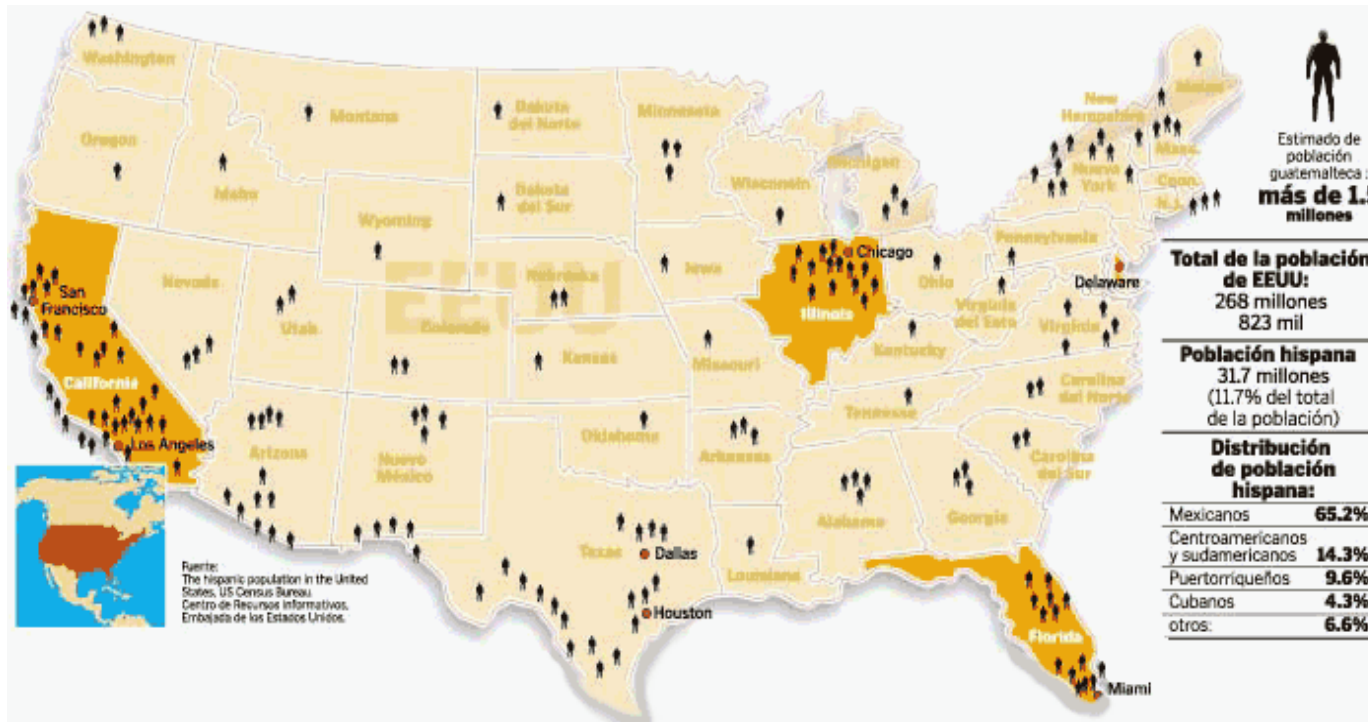 Washington
Oregon
Montana
Idaho
Dakota
del Norte
Dakota
del Sur
Wyoming
Minnesota
Wisconsin
Michigan
Iowa
Nebraska
Nevada
Utah
Colorado
Kansas
EEUU
California
San
Francisco
Los Angeles
Arizona
Nuevo
México
Oklahoma
Texas
Dallas
Houston
Missouri
Arkansas
Louisiana
Illinois
Chicago
Ohio
Kentucky
Tennesse
Alabama
Georgia
Florida
Miami
Carolina
del Sur
Carolina
del Norte
Virginia
Virginia
del Este
Delaware
Pennsylvania
Nueva
York
New
Hampshire
Maine
Mass.
Conn.
N.J.
Fuente:
The hispanic population in the United
States, US Census Bureau.
Centro de Recursos Informativos,
Embajada de los Estados Unidos.
Estimado de
población
guatemalteca :
más de 1.5
millones
Total de la población
de EEUU:
268 millones
823 mil
Población hispana
31.7 millones
(11.7% del total
de la población)
Distribución
de población
hispana:
Mexicanos 65.2%
Centroamericanos
y sudamericanos 14.3%
Puertorriqueños 9.6%
Cubanos 4.3%
otros: 6.6%